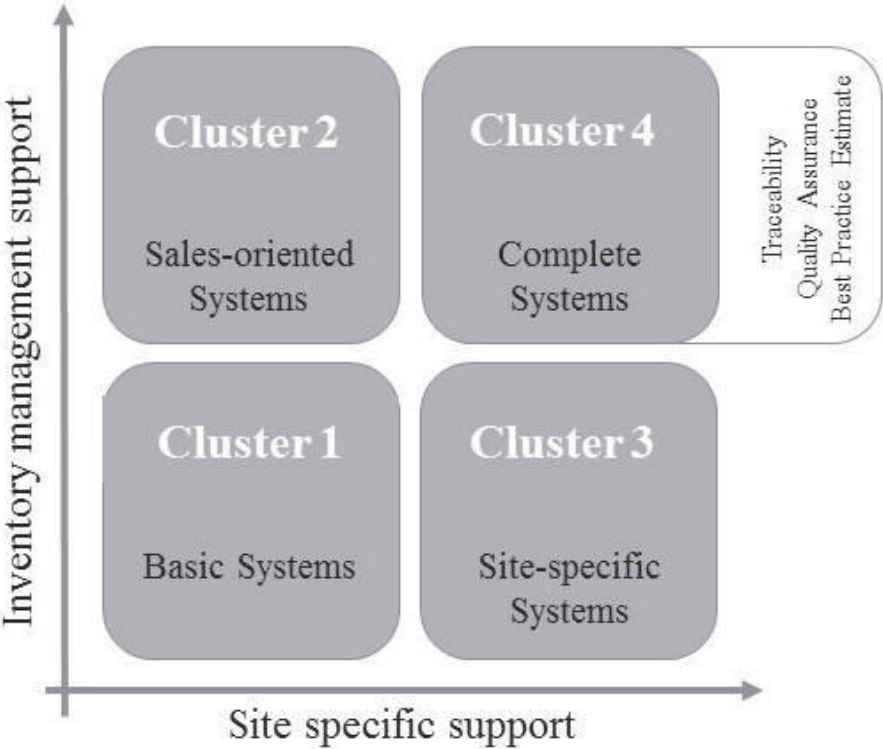 Inventory management support
Cluster 2
Sales-oriented
Systems
Cluster 4
Complete
Systems
Traceability
Quality Assurance
Best Practice Estimate
Cluster 1
Basic Systems
Cluster 3
Site-specific
Systems
Site specific support